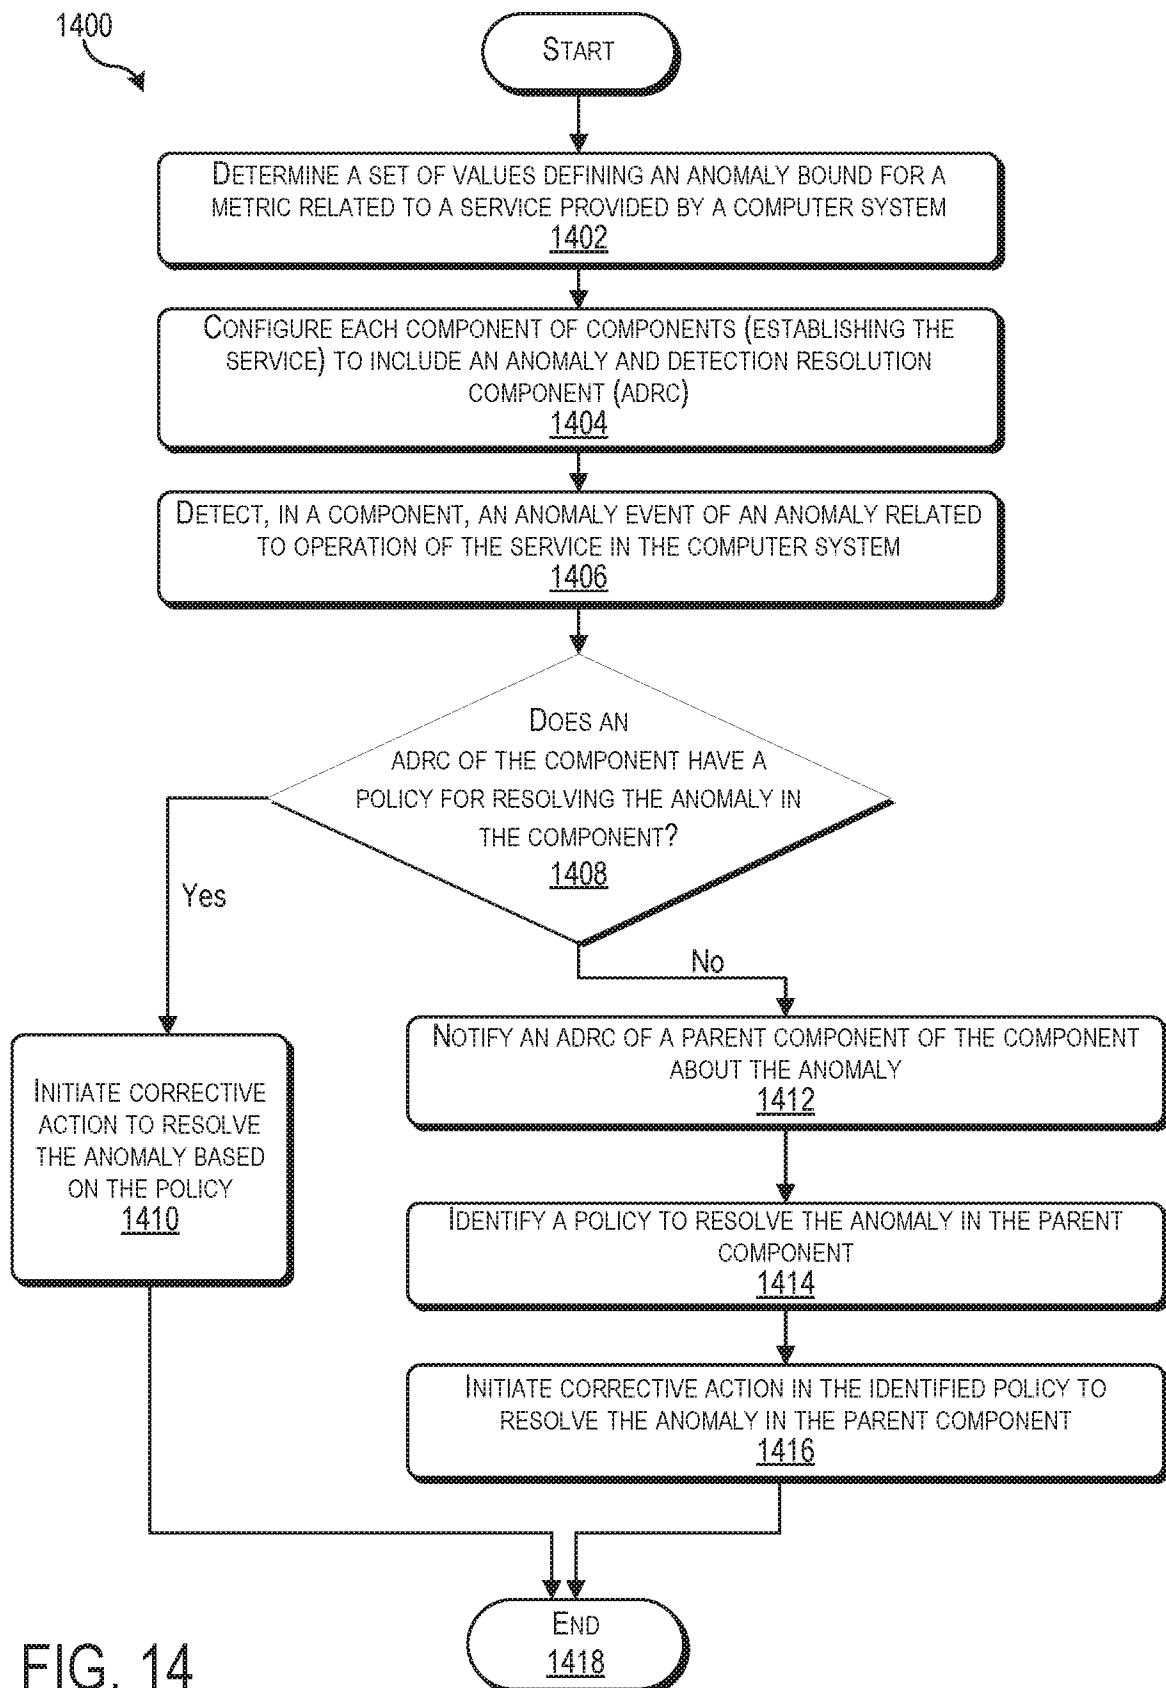 1400
START
DETERMINE A SET OF VALUES DEFINING AN ANOMALY BOUND FOR A
METRIC RELATED TO A SERVICE PROVIDED BY A COMPUTER SYSTEM
1402
CONFIGURE EACH COMPONENT OF COMPONENTS (ESTABLISHING THE
SERVICE) TO INCLUDE AN ANOMALY AND DETECTION RESOLUTION
COMPONENT (ADRC)
1404
DETECT, IN A COMPONENT, AN ANOMALY EVENT OF AN ANOMALY RELATED
TO OPERATION OF THE SERVICE IN THE COMPUTER SYSTEM
1406
DOES AN
ADRC OF THE COMPONENT HAVE A
POLICY FOR RESOLVING THE ANOMALY IN
THE COMPONENT?
1408
Yes
No
INITIATE CORRECTIVE
ACTION TO RESOLVE
THE ANOMALY BASED
ON THE POLICY
1410
NOTIFY AN ADRC OF A PARENT COMPONENT OF THE COMPONENT
ABOUT THE ANOMALY
1412
IDENTIFY A POLICY TO RESOLVE THE ANOMALY IN THE PARENT
COMPONENT
1414
INITIATE CORRECTIVE ACTION IN THE IDENTIFIED POLICY TO
RESOLVE THE ANOMALY IN THE PARENT COMPONENT
1416
END
1418
FIG. 14